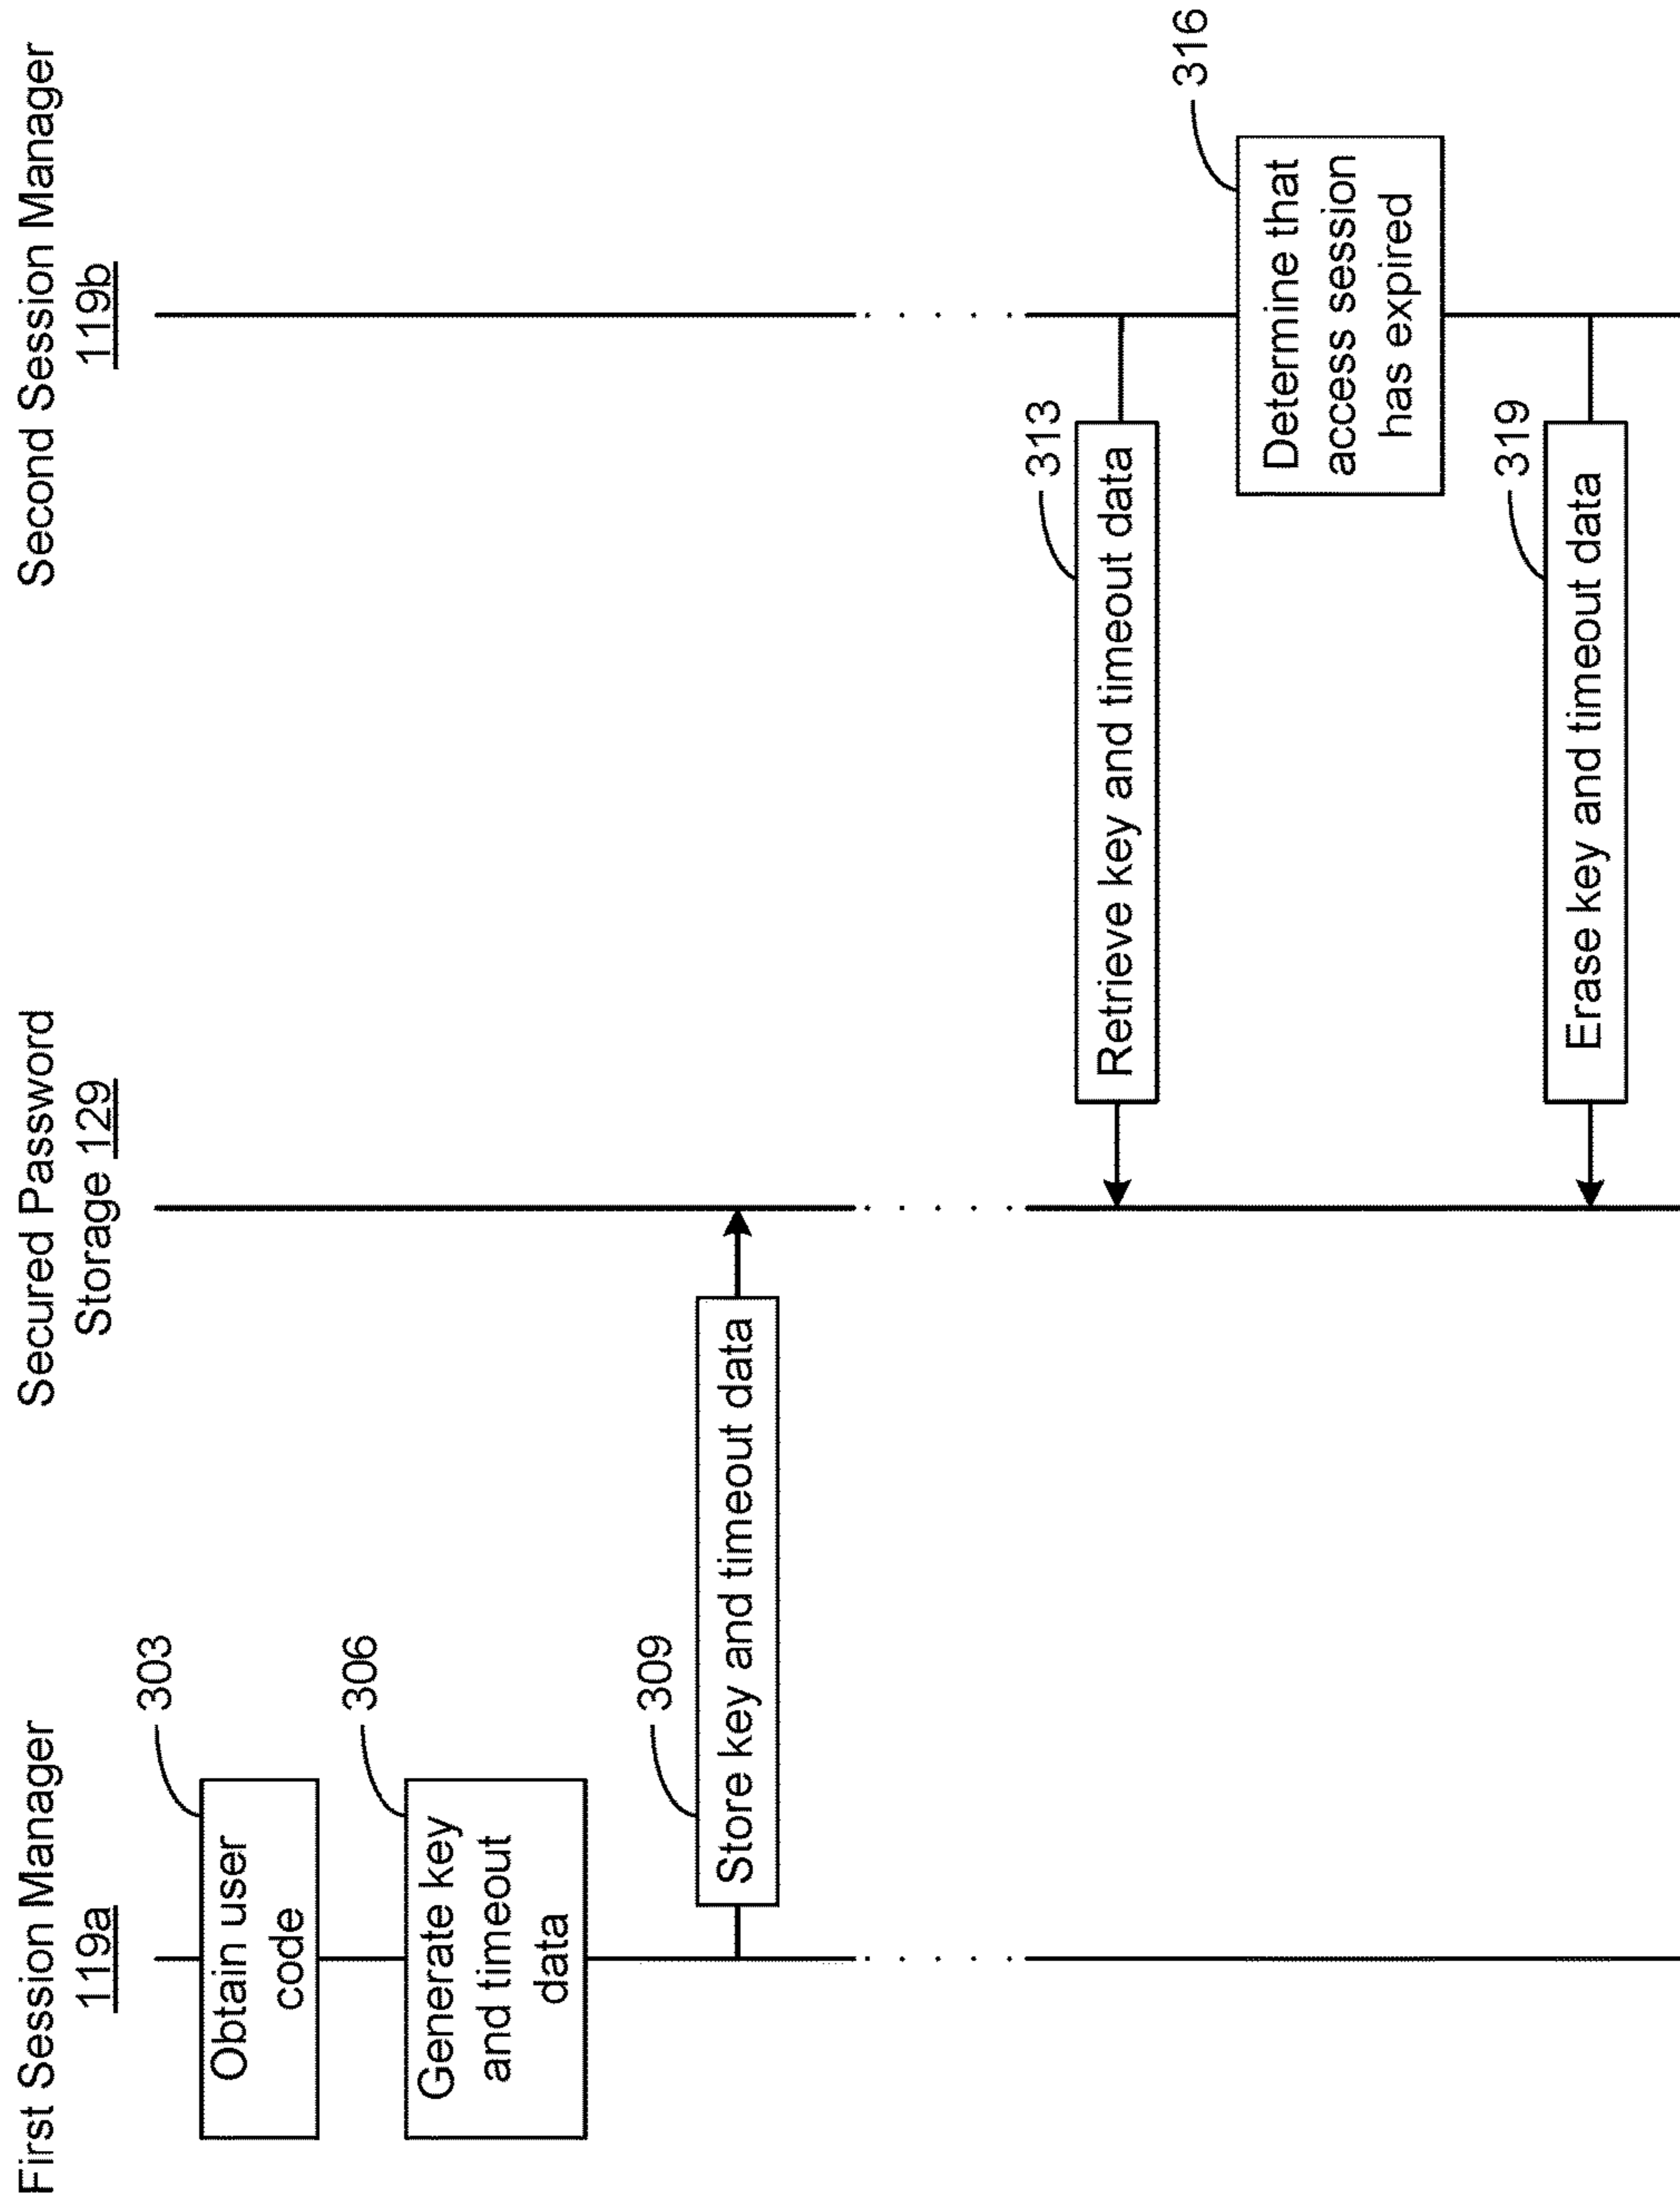 First Session Manager
119a
Secured Password
Storage 129
Second Session Manager
119b
303
Obtain user
code
306
Generate key
and timeout
data
309
Store key and timeout data
313
Retrieve key and timeout data
316
Determine that
access session
has expired
319
Erase key and timeout data